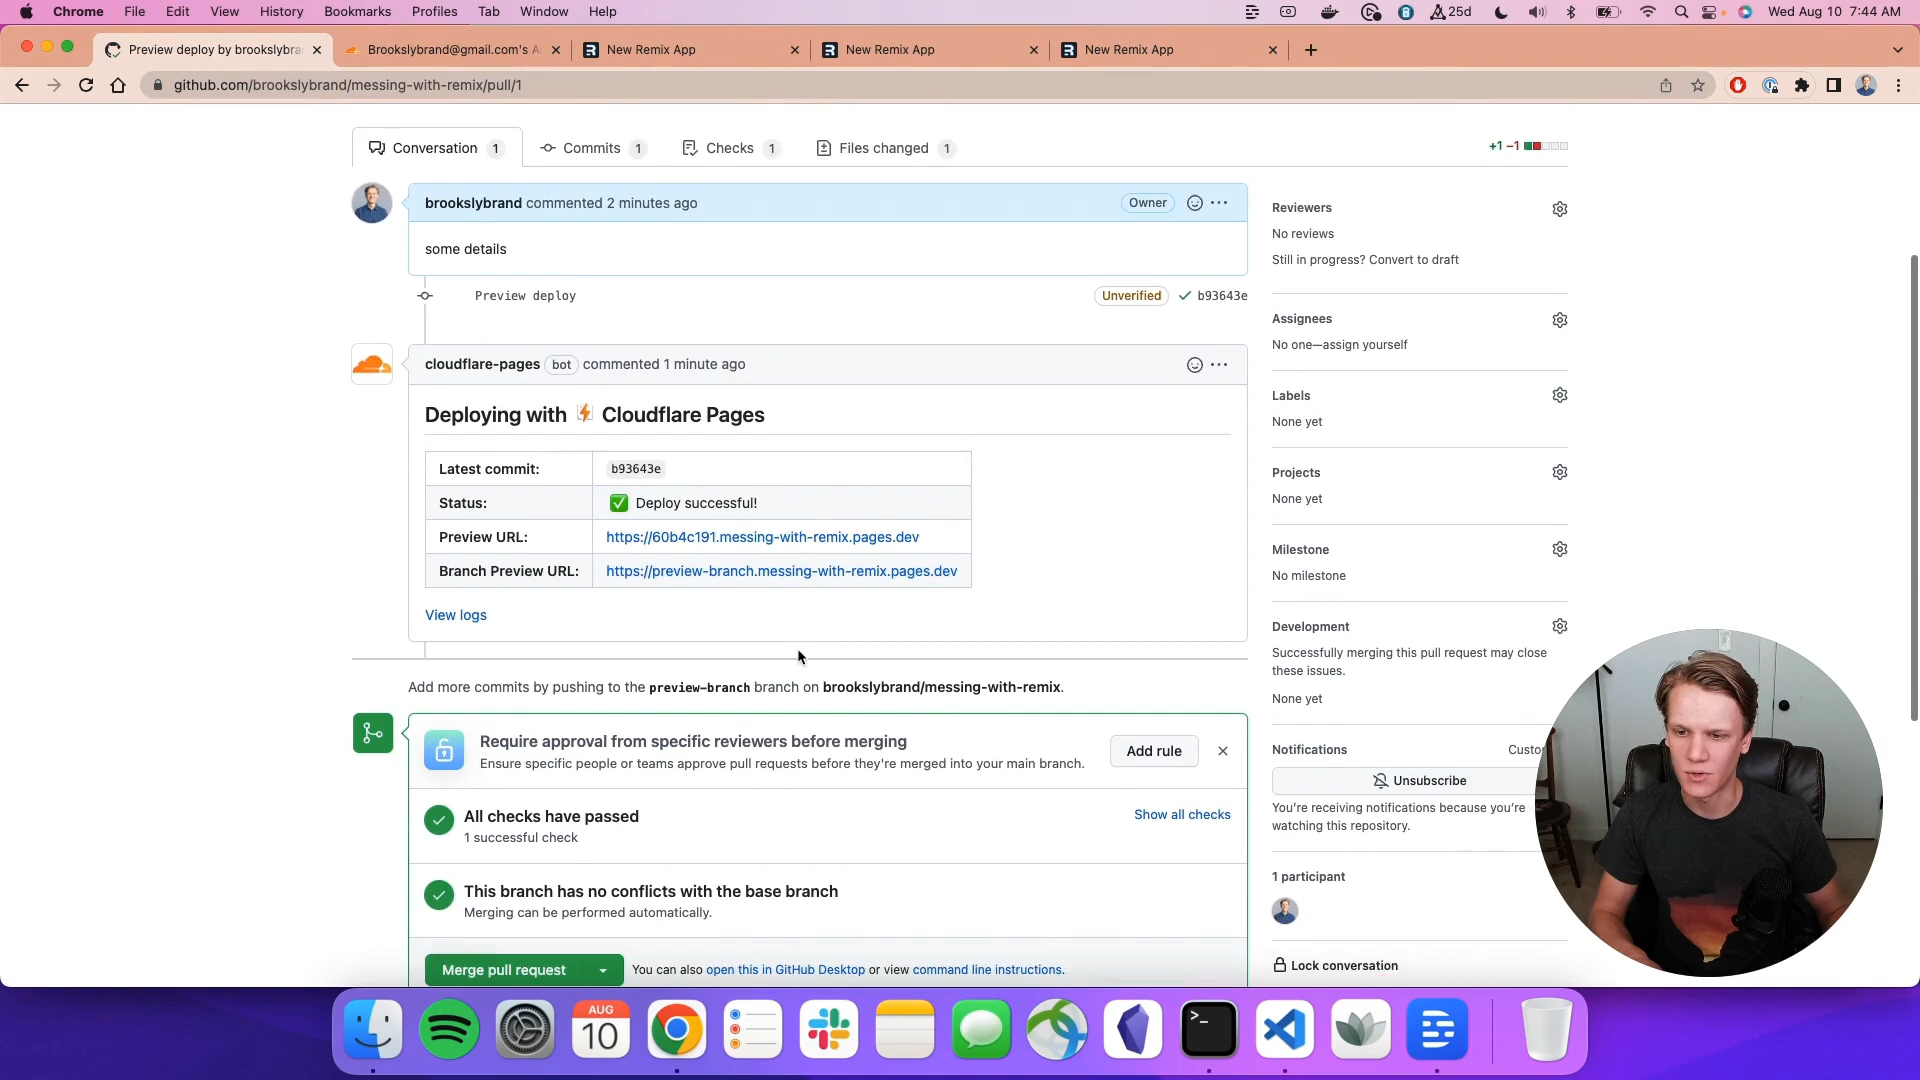 Chrome File Edit View History Bookmarks Profiles Tab Window Help 25d Wed Aug 10 7:44 AM
Preview deploy by brookslybra Brookslybrand@gmail.com's A New Remix App New Remix App New Remix App
github.com/brookslybrand/messing-with-remix/pull/1
Conversation 1 Commits 1 Checks 1 Files changed 1 +1 −1
brookslybrand commented 2 minutes ago Owner
some details
Preview deploy Unverified b93643e
cloudflare-pages bot commented 1 minute ago
Deploying with ⚡ Cloudflare Pages
Latest commit: b93643e
Status: ✅ Deploy successful!
Preview URL: https://60b4c191.messing-with-remix.pages.dev
Branch Preview URL: https://preview-branch.messing-with-remix.pages.dev
View logs
Add more commits by pushing to the preview-branch branch on brookslybrand/messing-with-remix.
Require approval from specific reviewers before merging
Ensure specific people or teams approve pull requests before they're merged into your main branch.
Add rule
All checks have passed
1 successful check
Show all checks
This branch has no conflicts with the base branch
Merging can be performed automatically.
Merge pull request You can also open this in GitHub Desktop or view command line instructions.
Reviewers
No reviews
Still in progress? Convert to draft
Assignees
No one—assign yourself
Labels
None yet
Projects
None yet
Milestone
No milestone
Development
Successfully merging this pull request may close
these issues.
None yet
Notifications Custo
Unsubscribe
You're receiving notifications because you're
watching this repository.
1 participant
Lock conversation
AUG
10